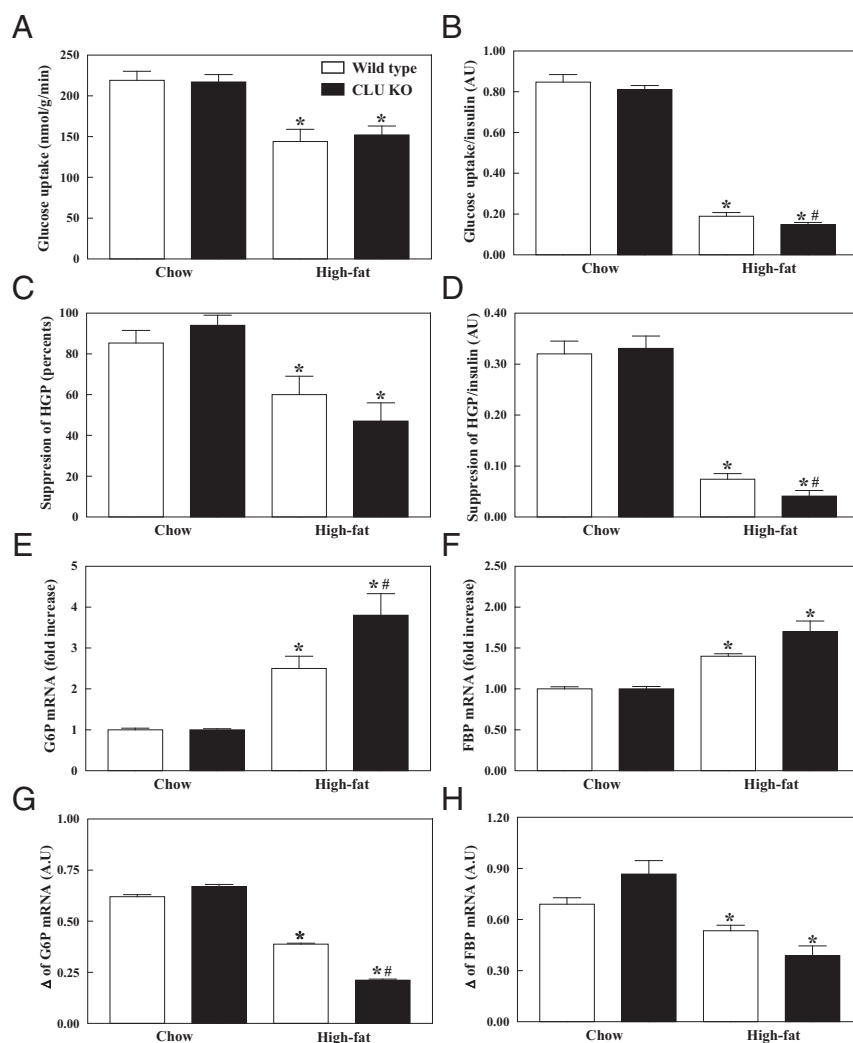 A
Glucose uptake (nmol/g/min)
250
200
150
100
50
0
Wild type
CLU KO
*
*
Chow
High-fat
B
Glucose uptake/insulin (AU)
1.00
0.80
0.60
0.40
0.20
0.00
*
* #
Chow
High-fat
C
Suppression of HGP (percents)
100
80
60
40
20
0
*
*
Chow
High-fat
D
Suppresion of HGP/insulin (AU)
0.40
0.30
0.20
0.10
0.00
*
* #
Chow
High-fat
E
G6P mRNA (fold increase)
5
4
3
2
1
0
*
* #
Chow
High-fat
F
FBP mRNA (fold increase)
2.50
2.00
1.50
1.00
0.50
0.00
*
*
Chow
High-fat
G
Δ of G6P mRNA (A.U)
1.00
0.75
0.50
0.25
0.00
*
* #
Chow
High-fat
H
Δ of FBP mRNA (A.U)
1.20
0.90
0.60
0.30
0.00
*
*
Chow
High-fat